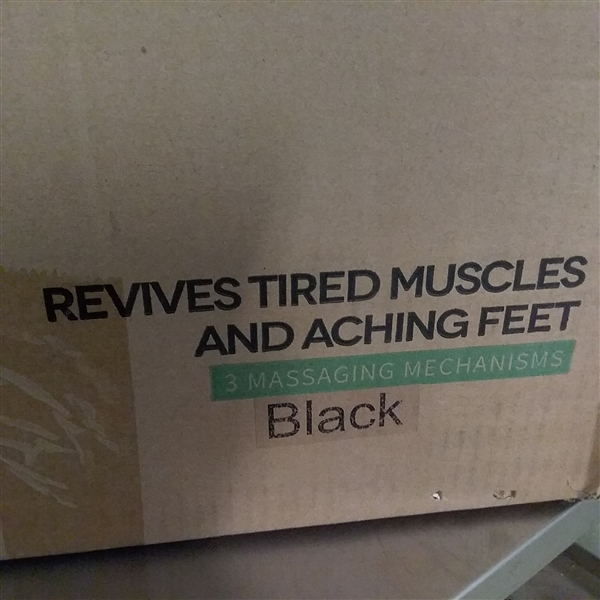 REVIVES TIRED MUSCLES
AND ACHING FEET
3 MASSAGING MECHANISMS
Black